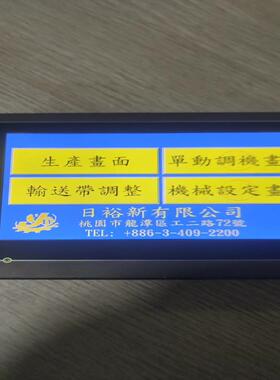 生產畫面 單動調機畫
輸送帶調整 機械設定畫
日裕新有限公司
桃園市龍潭區工二路72號
TEL: +886-3-409-2200